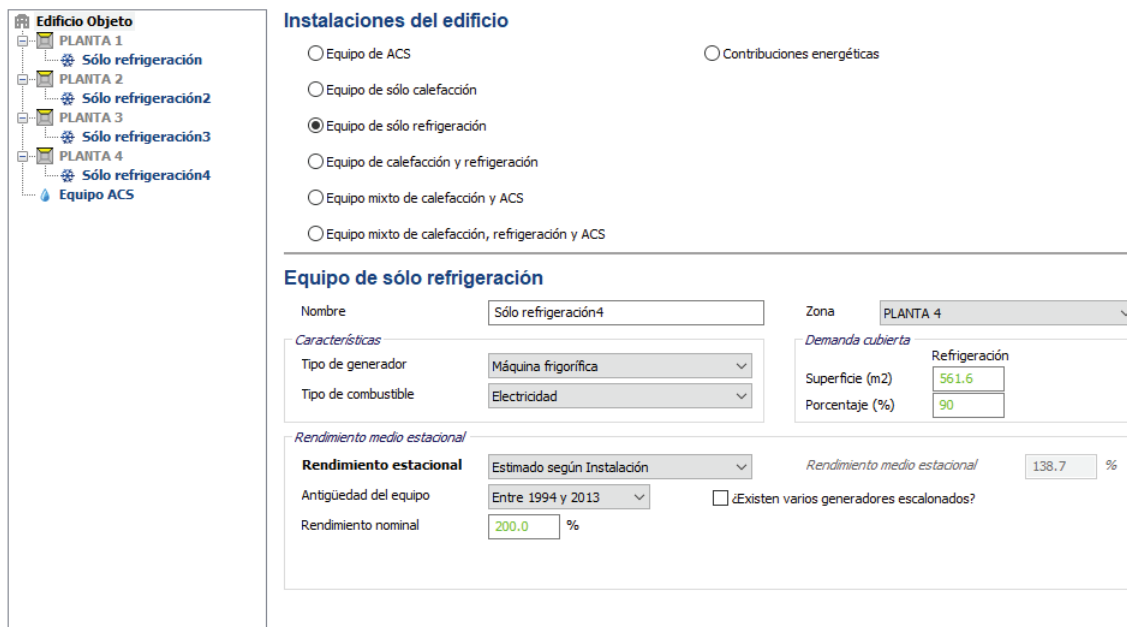 Edificio Objeto
PLANTA 1
Sólo refrigeración
PLANTA 2
Sólo refrigeración2
PLANTA 3
Sólo refrigeración3
PLANTA 4
Sólo refrigeración4
Equipo ACS
Instalaciones del edificio
Equipo de ACS
Contribuciones energéticas
Equipo de sólo calefacción
Equipo de sólo refrigeración
Equipo de calefacción y refrigeración
Equipo mixto de calefacción y ACS
Equipo mixto de calefacción, refrigeración y ACS
Equipo de sólo refrigeración
Nombre Sólo refrigeración4 Zona PLANTA 4
Características
Tipo de generador Máquina frigorífica
Tipo de combustible Electricidad
Demanda cubierta
Refrigeración
Superficie (m2) 561.6
Porcentaje (%) 90
Rendimiento medio estacional
Rendimiento estacional Estimado según Instalación Rendimiento medio estacional 138.7 %
Antigüedad del equipo Entre 1994 y 2013 ¿Existen varios generadores escalonados?
Rendimiento nominal 200.0 %